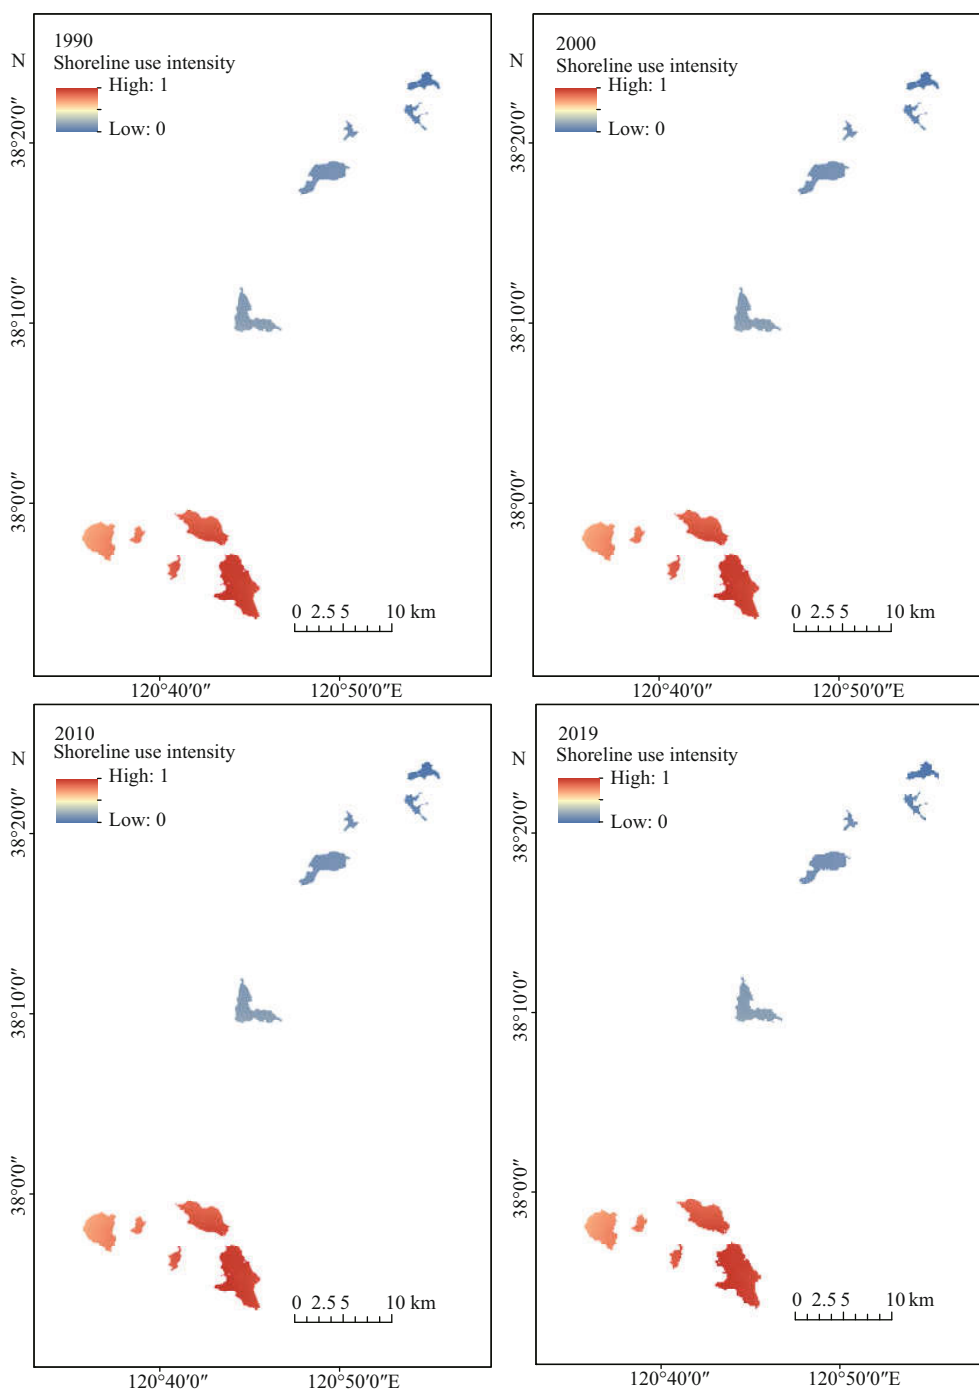 1990
Shoreline use intensity
High: 1
Low: 0
N
38°20′0″
38°10′0″
38°0′0″
0 2.5 5 10 km
120°40′0″ 120°50′0″E
2000
Shoreline use intensity
High: 1
Low: 0
N
38°20′0″
38°10′0″
38°0′0″
0 2.5 5 10 km
120°40′0″ 120°50′0″E
2010
Shoreline use intensity
High: 1
Low: 0
N
38°20′0″
38°10′0″
38°0′0″
0 2.5 5 10 km
120°40′0″ 120°50′0″E
2019
Shoreline use intensity
High: 1
Low: 0
N
38°20′0″
38°10′0″
38°0′0″
0 2.5 5 10 km
120°40′0″ 120°50′0″E